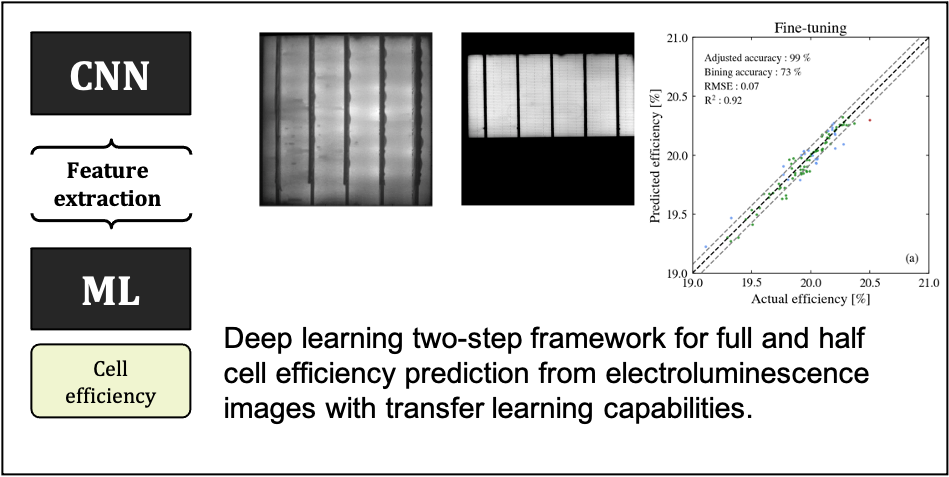 CNN
Feature
extraction
ML
Cell
efficiency
Fine-tuning
Adjusted accuracy : 99 %
Bining accuracy : 73 %
RMSE : 0.07
R² : 0.92
(a)
Predicted efficiency [%]
21.0
20.5
20.0
19.5
19.0
19.0 19.5 20.0 20.5 21.0
Actual efficiency [%]
Deep learning two-step framework for full and half
cell efficiency prediction from electroluminescence
images with transfer learning capabilities.